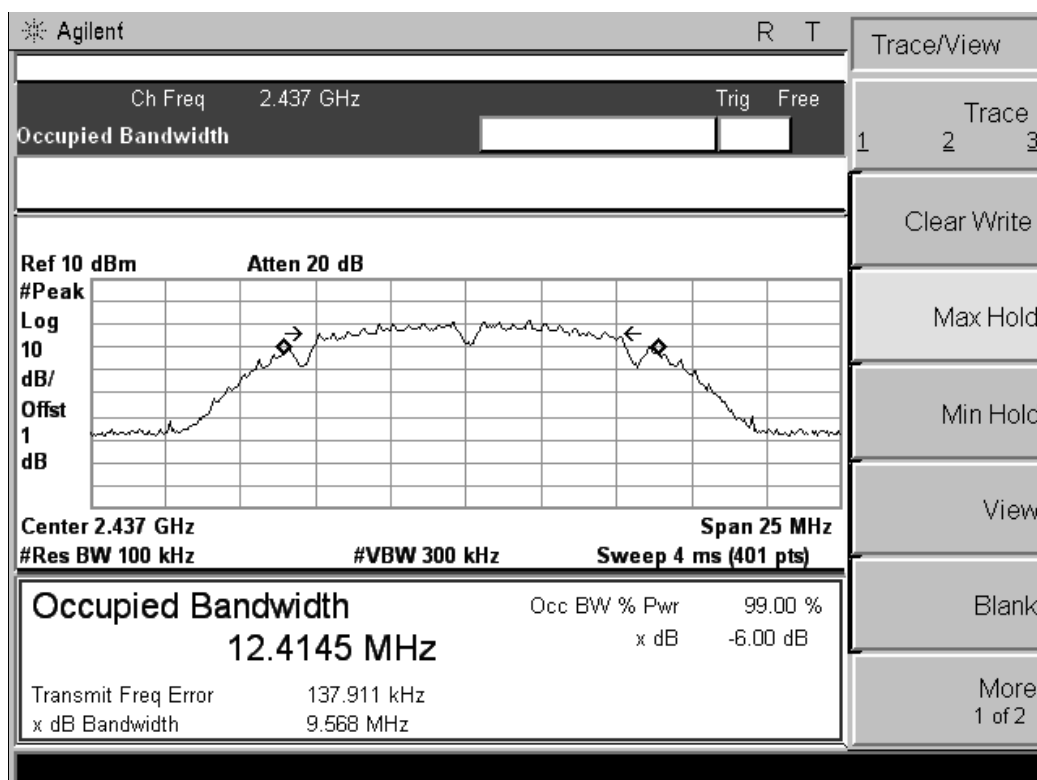 Agilent R T
Trace/View
Ch Freq 2.437 GHz Trig Free
Occupied Bandwidth
Trace
1 2 3
Clear Write
Ref 10 dBm Atten 20 dB
#Peak
Log
10
dB/
Offst
1
dB
Max Hold
Min Hold
View
Center 2.437 GHz Span 25 MHz
#Res BW 100 kHz #VBW 300 kHz Sweep 4 ms (401 pts)
Occupied Bandwidth
12.4145 MHz
Occ BW % Pwr 99.00 %
x dB -6.00 dB
Transmit Freq Error 137.911 kHz
x dB Bandwidth 9.568 MHz
Blank
More
1 of 2